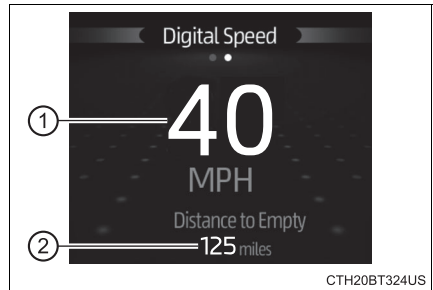 Digital Speed
1 40
MPH
Distance to Empty
2 125 miles
CTH20BT324US